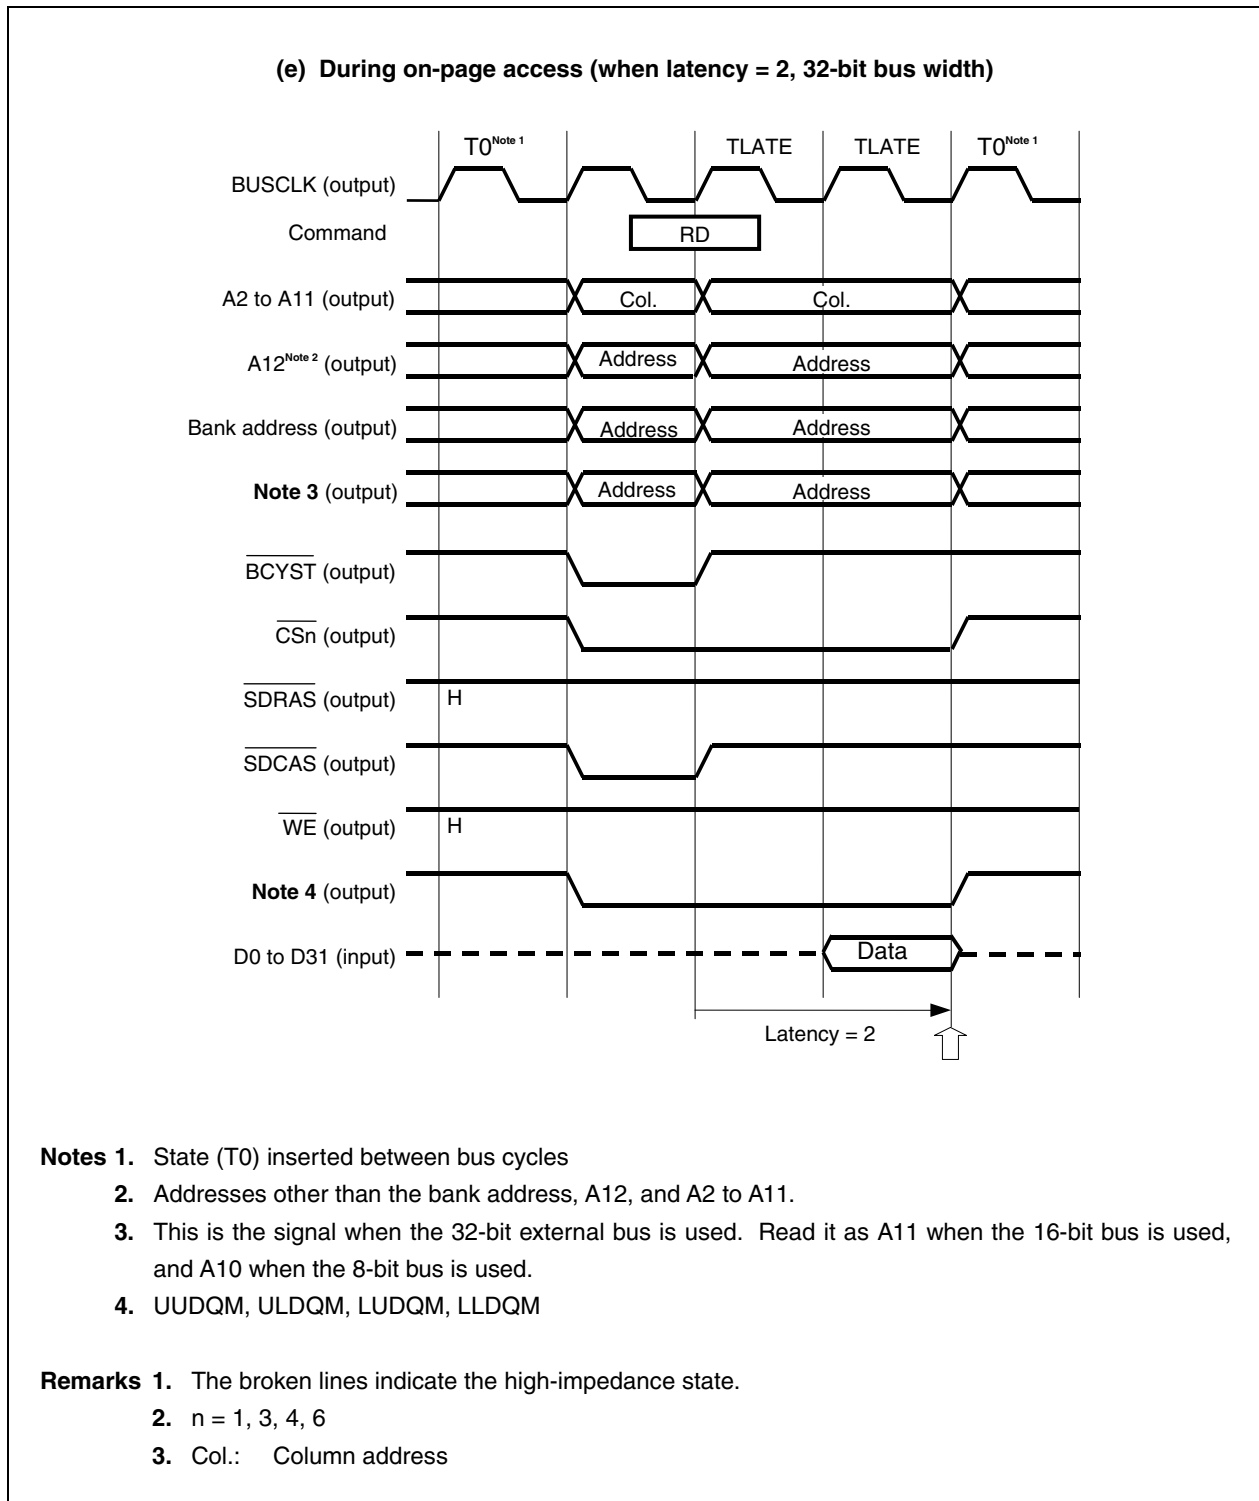 (e) During on-page access (when latency = 2, 32-bit bus width)
T0Note 1 TLATE TLATE T0Note 1
BUSCLK (output)
Command RD
A2 to A11 (output) Col. Col.
A12Note 2 (output) Address Address
Bank address (output) Address Address
Note 3 (output) Address Address
BCYST (output)
CSn (output)
SDRAS (output) H
SDCAS (output)
WE (output) H
Note 4 (output)
D0 to D31 (input) Data
Latency = 2
Notes 1. State (T0) inserted between bus cycles
2. Addresses other than the bank address, A12, and A2 to A11.
3. This is the signal when the 32-bit external bus is used. Read it as A11 when the 16-bit bus is used,
and A10 when the 8-bit bus is used.
4. UUDQM, ULDQM, LUDQM, LLDQM
Remarks 1. The broken lines indicate the high-impedance state.
2. n = 1, 3, 4, 6
3. Col.: Column address